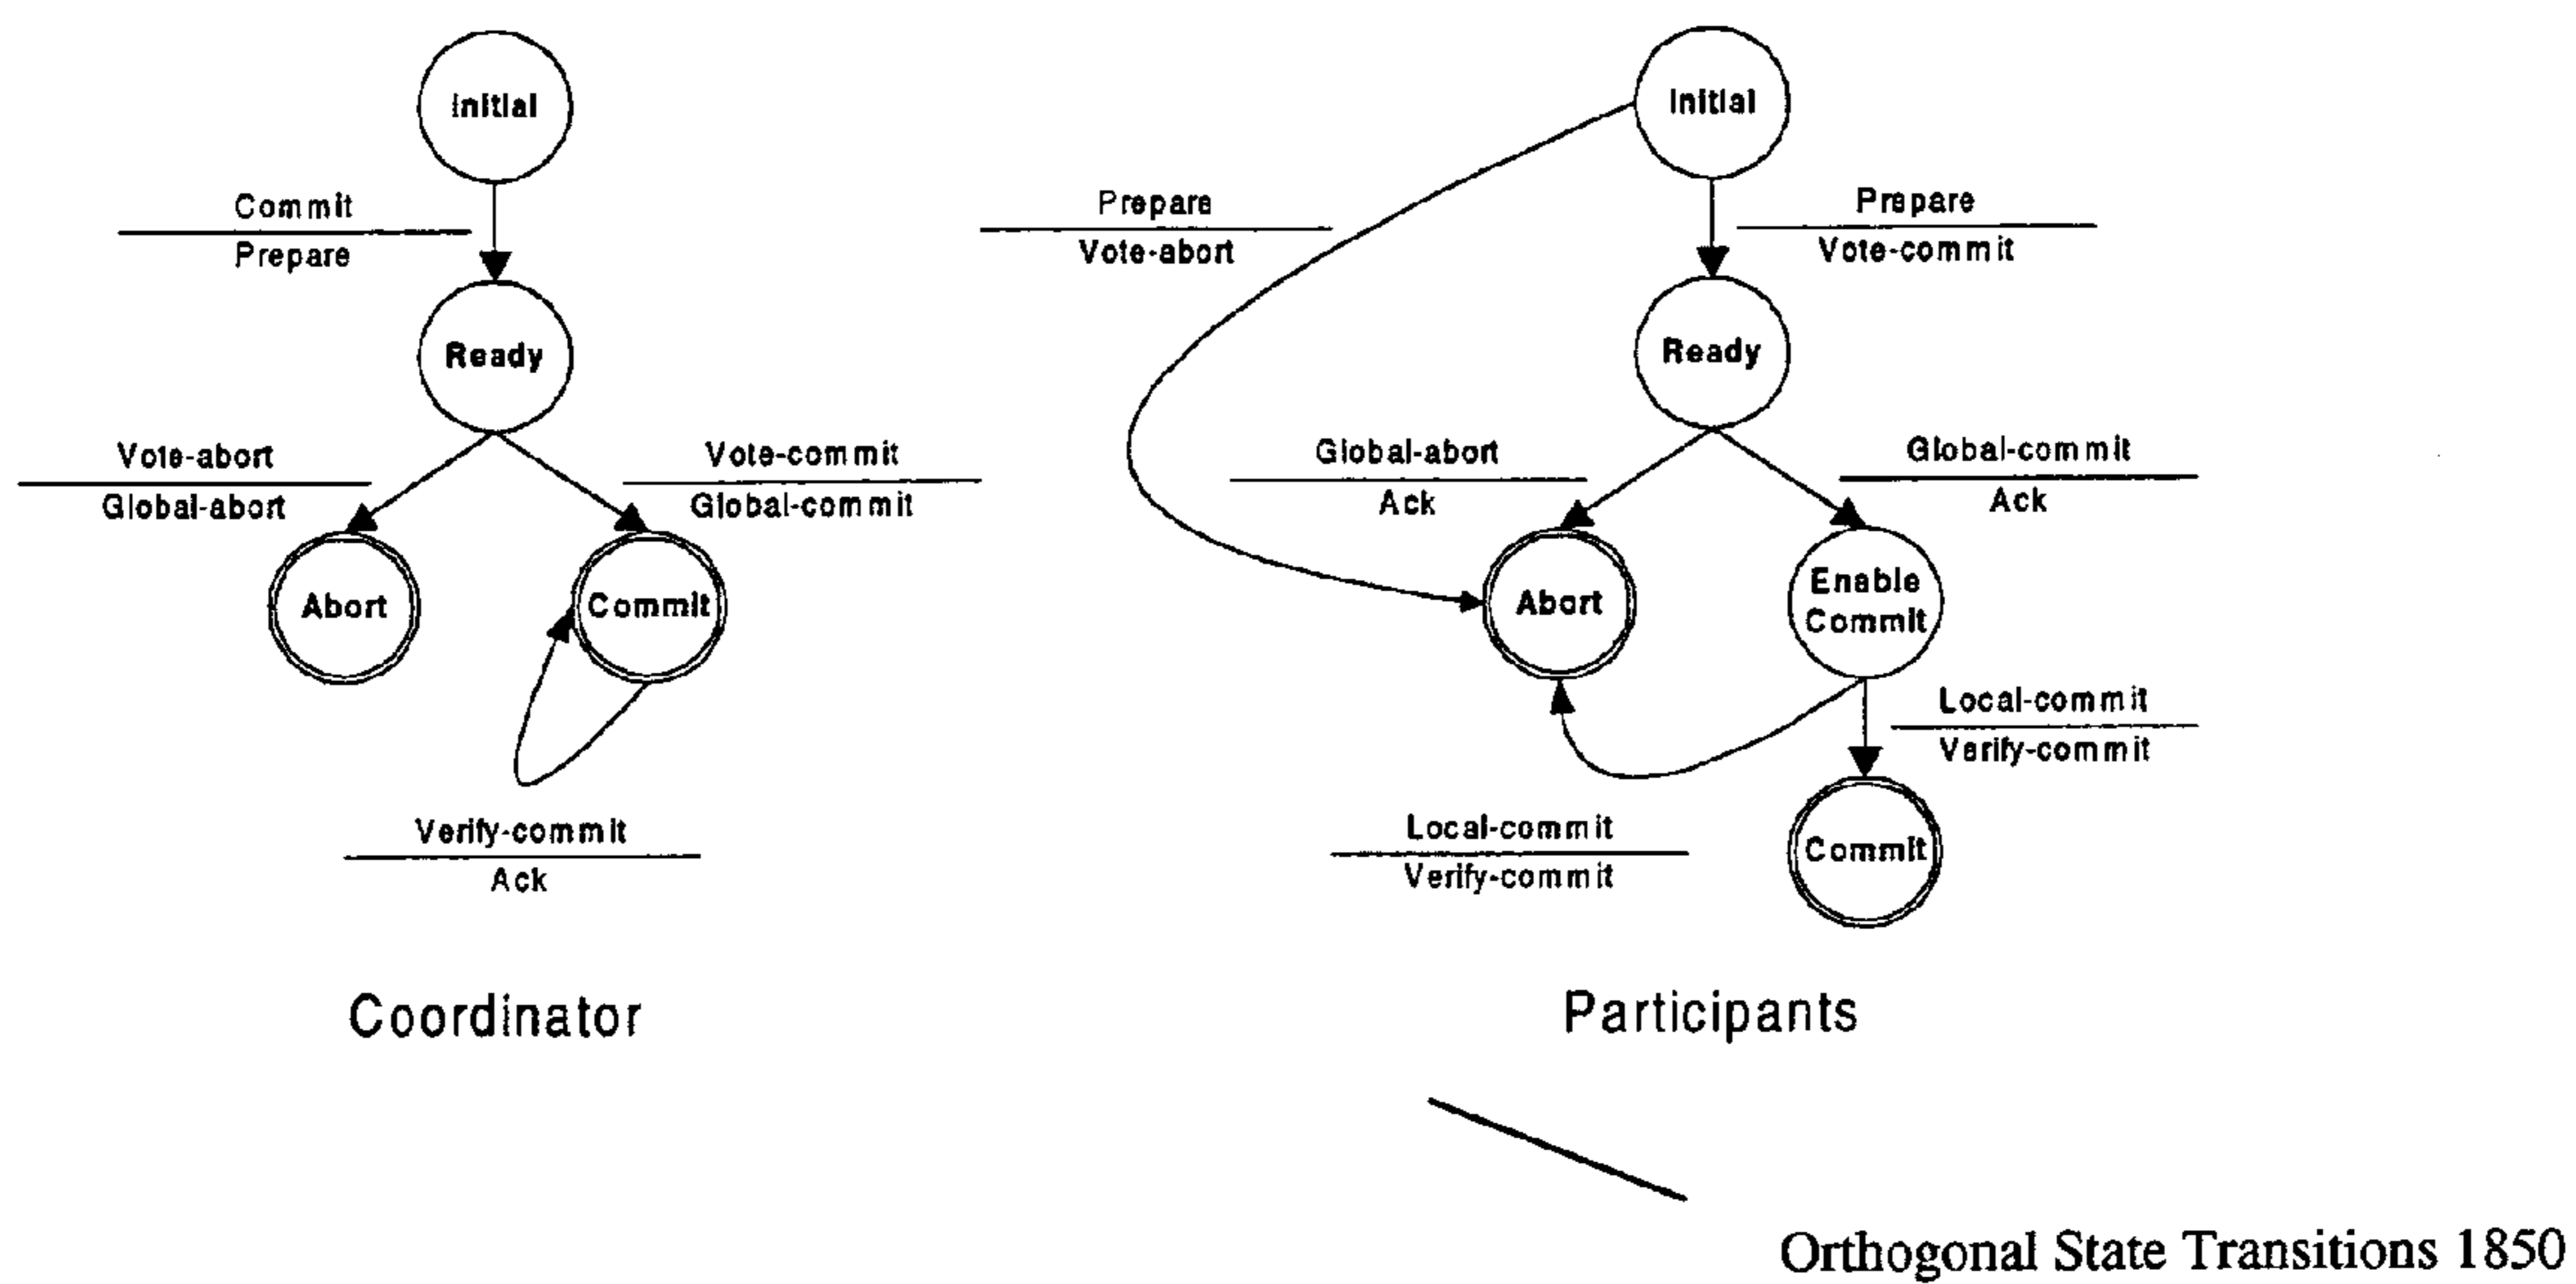 Initial
Commit
Prepare
Ready
Vote-abort
Global-abort
Vote-commit
Global-commit
Abort
Commit
Verify-commit
Ack
Coordinator
Initial
Prepare
Vote-abort
Prepare
Vote-commit
Ready
Global-abort
Ack
Global-commit
Ack
Abort
Enable
Commit
Local-commit
Verify-commit
Local-commit
Verify-commit
Commit
Participants
Orthogonal State Transitions 1850